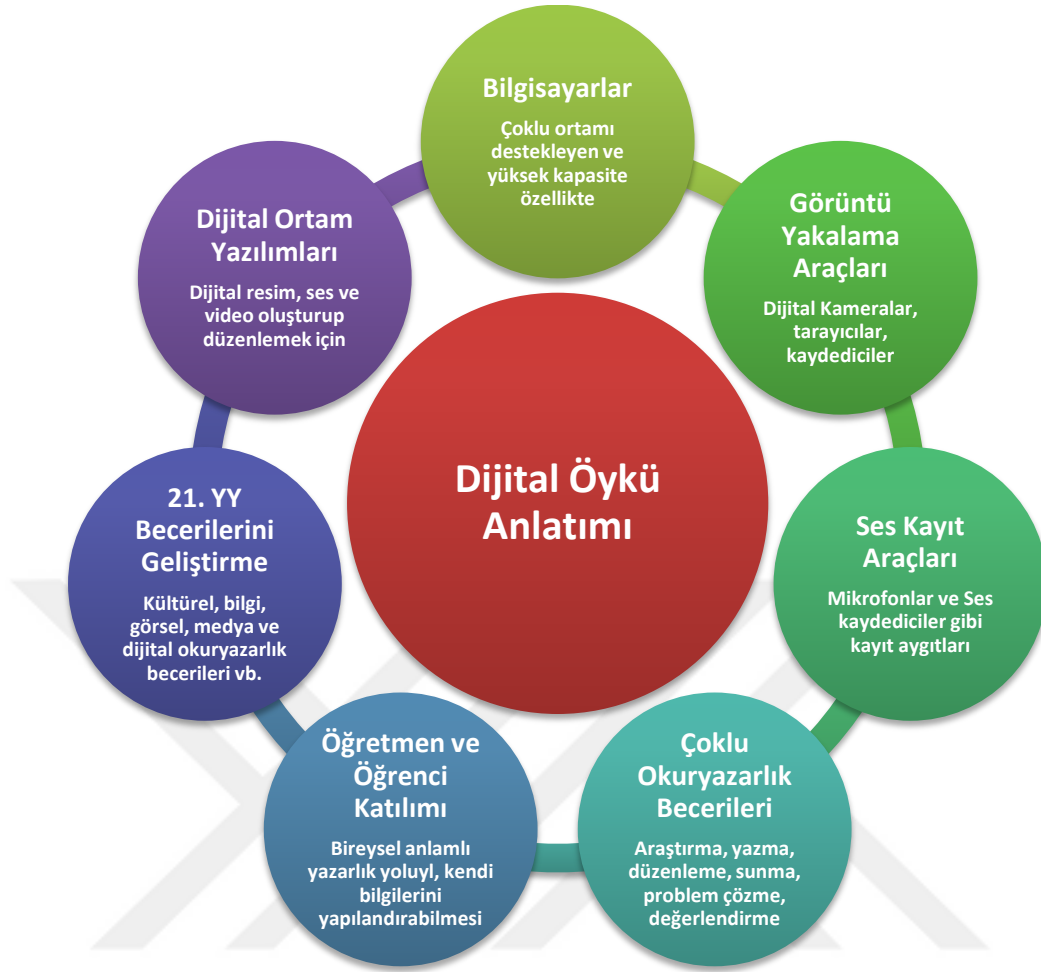 Bilgisayarlar
Çoklu ortamı
destekleyen ve
yüksek kapasite
özellikte
Görüntü
Yakalama
Araçları
Dijital Kameralar,
tarayıcılar,
kaydediciler
Ses Kayıt
Araçları
Mikrofonlar ve Ses
kaydediciler gibi
kayıt aygıtları
Çoklu
Okuryazarlık
Becerileri
Araştırma, yazma,
düzenleme, sunma,
problem çözme,
değerlendirme
Öğretmen ve
Öğrenci
Katılımı
Bireysel anlamlı
yazarlık yoluyl, kendi
bilgilerini
yapılandırabilmesi
21. YY
Becerilerini
Geliştirme
Kültürel, bilgi,
görsel, medya ve
dijital okuryazarlık
becerileri vb.
Dijital Ortam
Yazılımları
Dijital resim, ses ve
video oluşturup
düzenlemek için
Dijital Öykü
Anlatımı